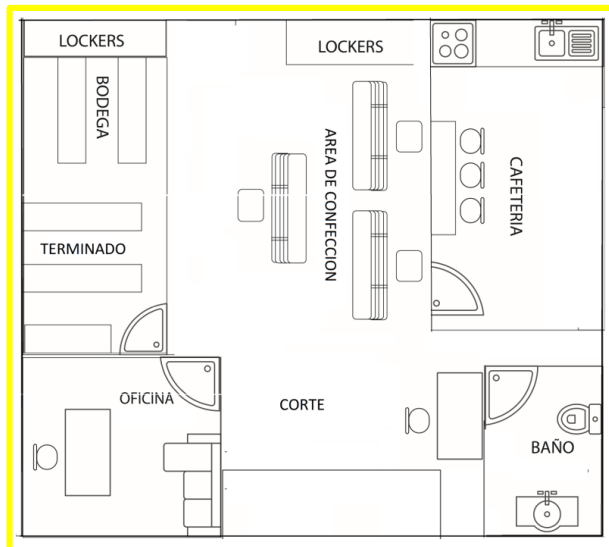 LOCKERS
LOCKERS
BODEGA
AREA DE CONFECCION
CAFETERIA
TERMINADO
OFICINA
CORTE
BAÑO